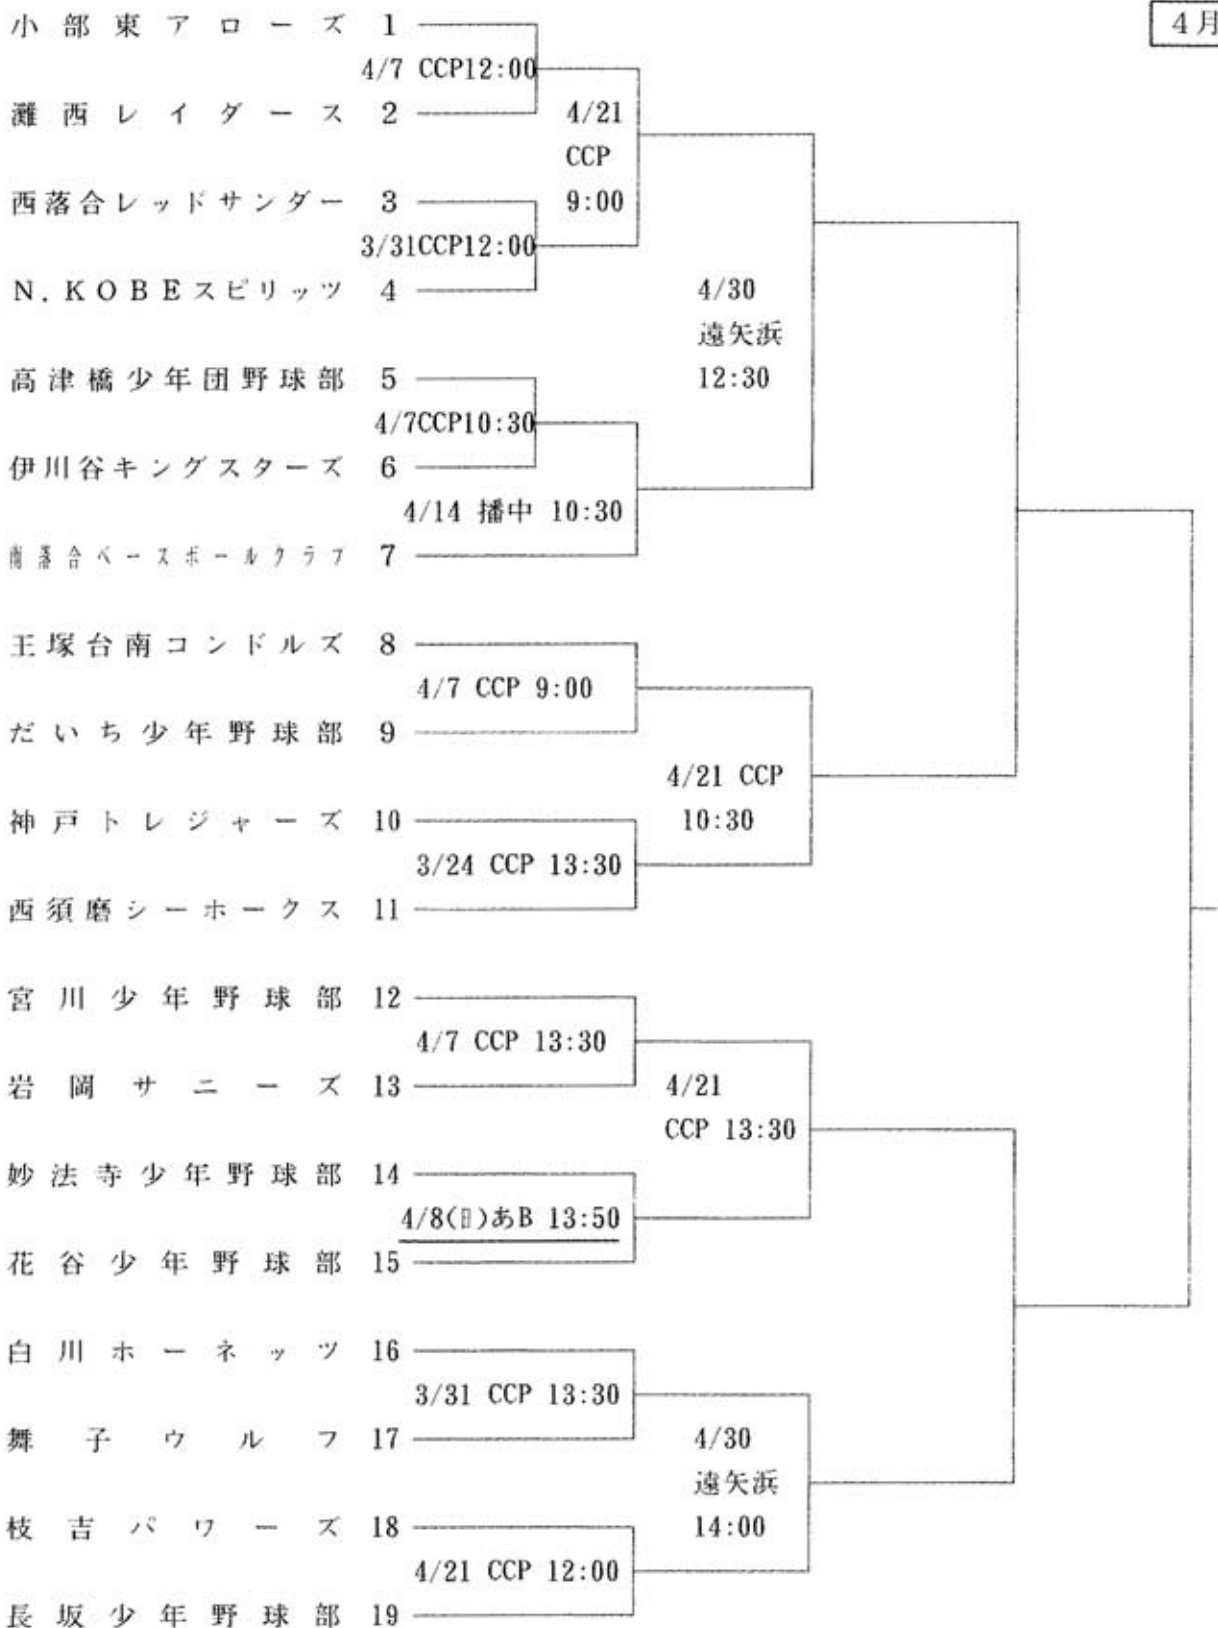 4月
小部東アローズ 1
4/7 CCP12:00
灘西レイダース 2
4/21
CCP
9:00
西落合レッドサンダー 3
3/31CCP12:00
N.KOBEスピリッツ 4
4/30
遠矢浜
12:30
高津橋少年団野球部 5
4/7CCP10:30
伊川谷キングスターズ 6
4/14 播中 10:30
南落合ベースボールクラブ 7
王塚台南コンドルズ 8
4/7 CCP 9:00
だいち少年野球部 9
4/21 CCP
10:30
神戸トレジャーズ 10
3/24 CCP 13:30
西須磨シーホークス 11
宮川少年野球部 12
4/7 CCP 13:30
岩岡サニーズ 13
4/21
CCP 13:30
妙法寺少年野球部 14
4/8(日)あB 13:50
花谷少年野球部 15
白川ホーネッツ 16
3/31 CCP 13:30
舞子ウルフ 17
4/30
遠矢浜
14:00
枝吉パワーズ 18
4/21 CCP 12:00
長坂少年野球部 19